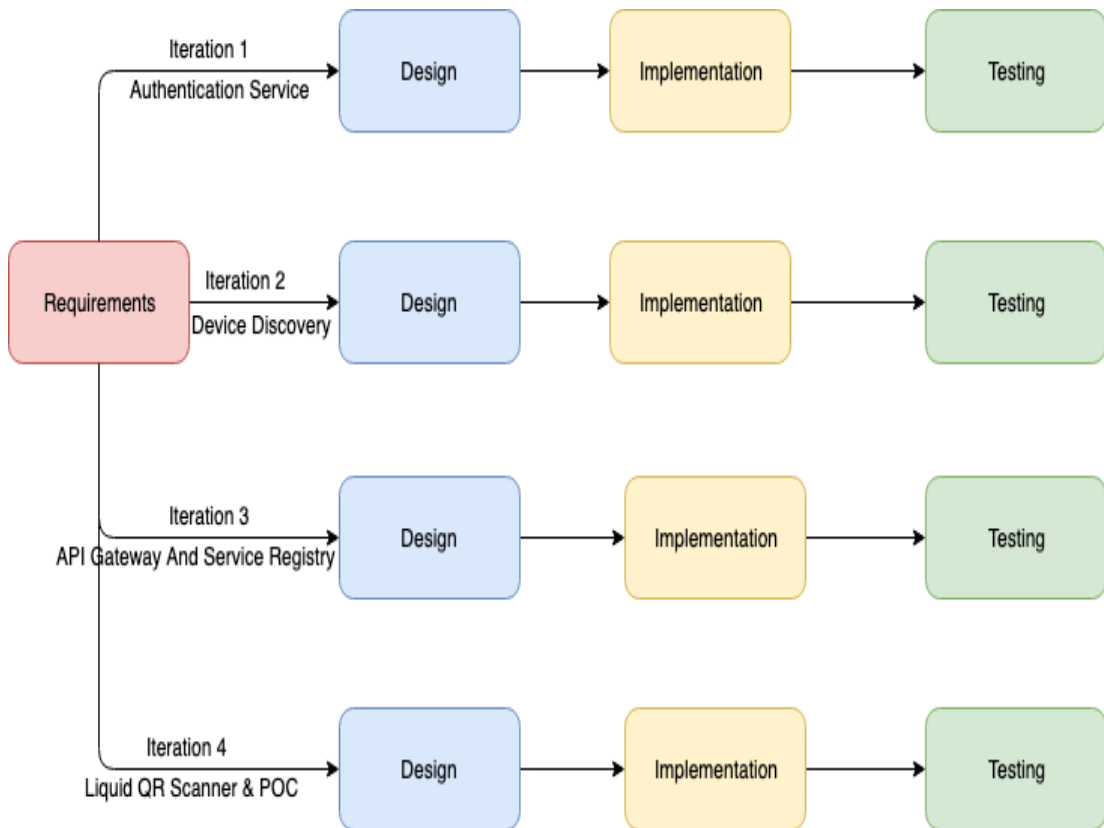 Iteration 1
Authentication Service
Design
Implementation
Testing
Requirements
Iteration 2
Device Discovery
Design
Implementation
Testing
Iteration 3
API Gateway And Service Registry
Design
Implementation
Testing
Iteration 4
Liquid QR Scanner & POC
Design
Implementation
Testing